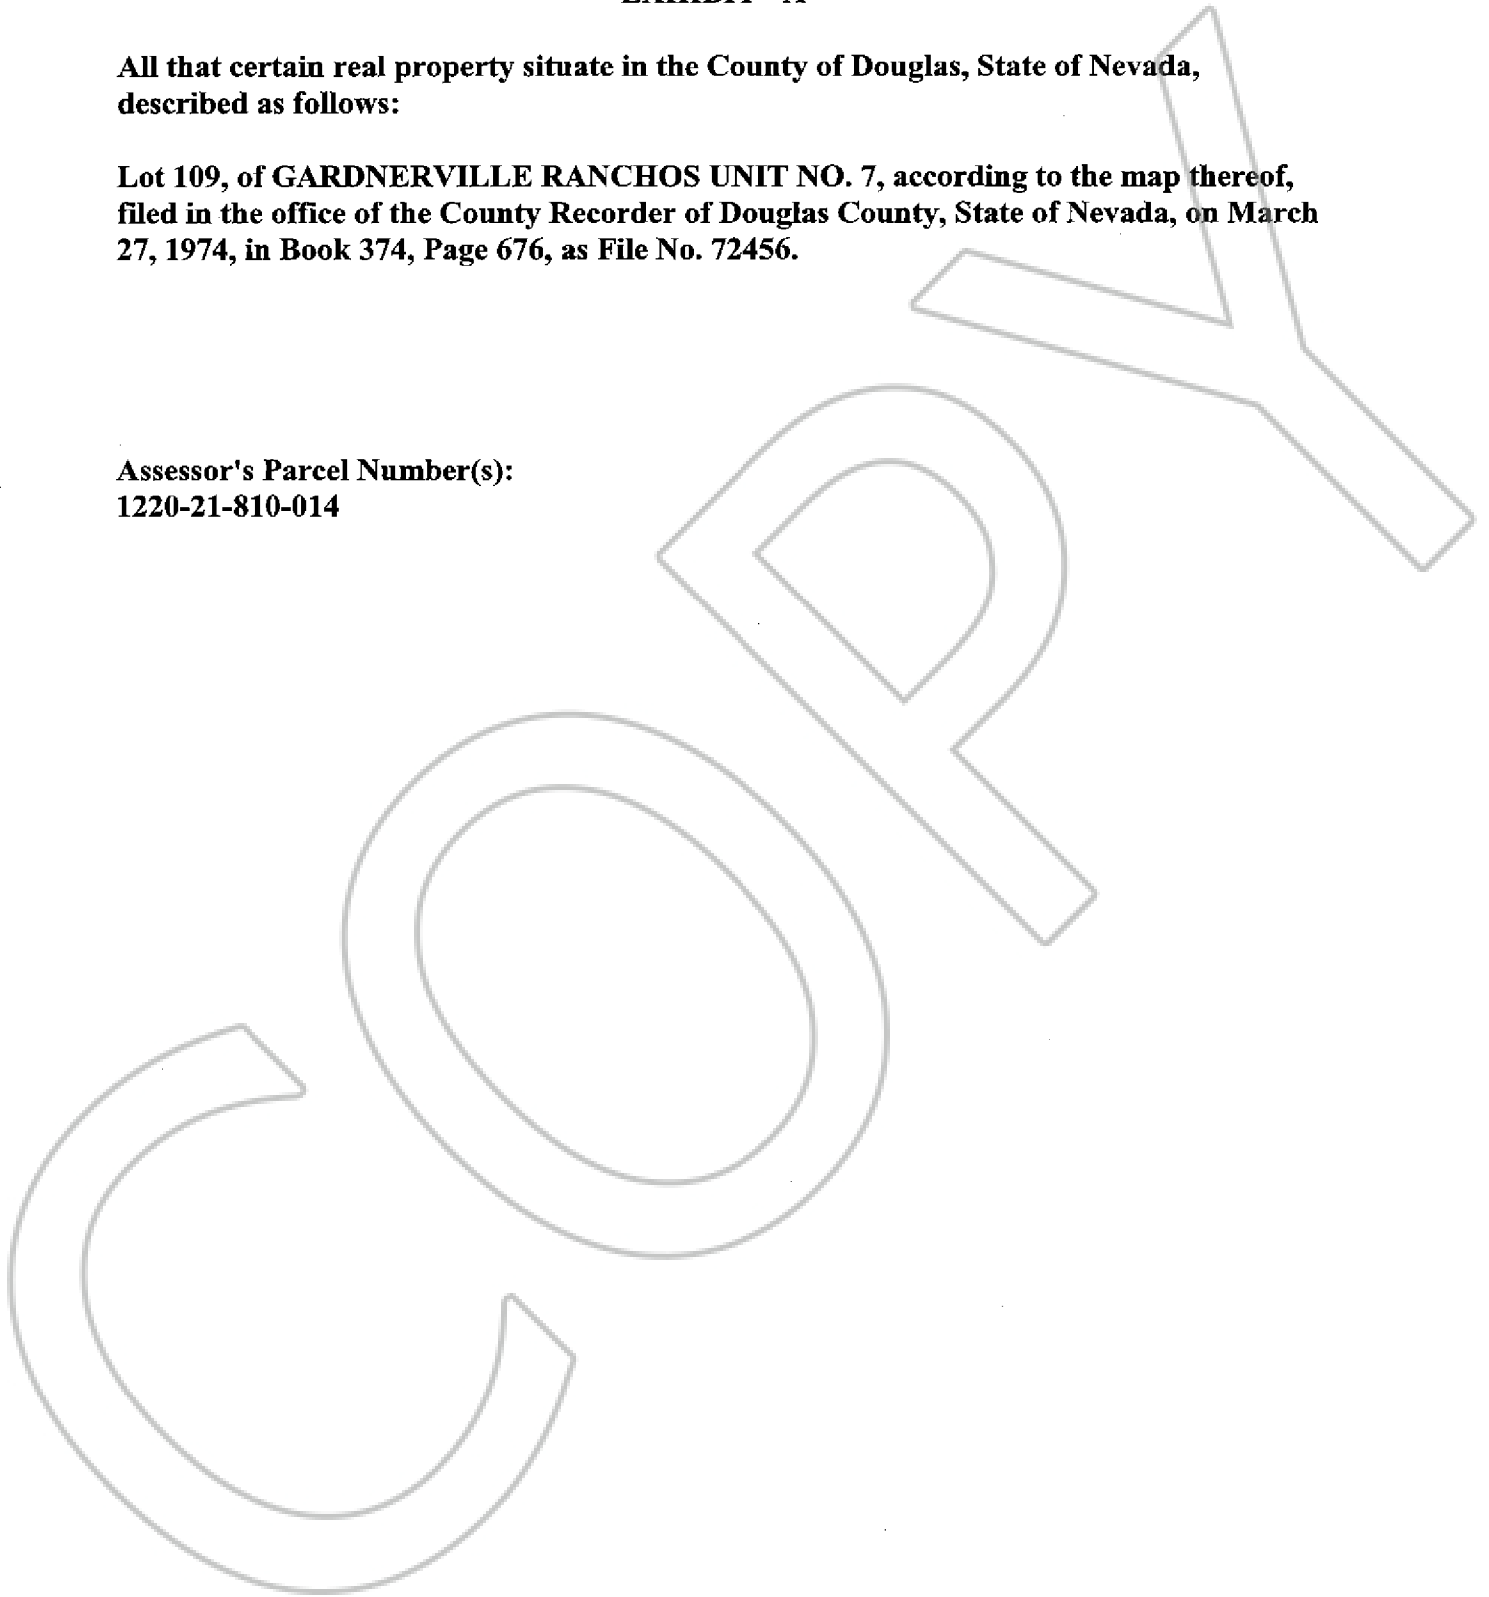 EXHIBIT "A"
All that certain real property situate in the County of Douglas, State of Nevada,
described as follows:
Lot 109, of GARDNERVILLE RANCHOS UNIT NO. 7, according to the map thereof,
filed in the office of the County Recorder of Douglas County, State of Nevada, on March
27, 1974, in Book 374, Page 676, as File No. 72456.
Assessor's Parcel Number(s):
1220-21-810-014
COPY